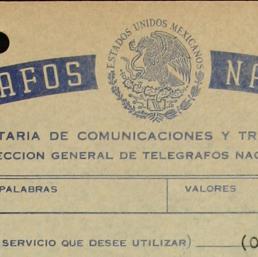 AFOS NA
ESTADOS UNIDOS MEXICANOS
TARIA DE COMUNICACIONES Y TR
ECCION GENERAL DE TELEGRAFOS NAC
PALABRAS VALORES
SERVICIO QUE DESEE UTILIZAR) (O